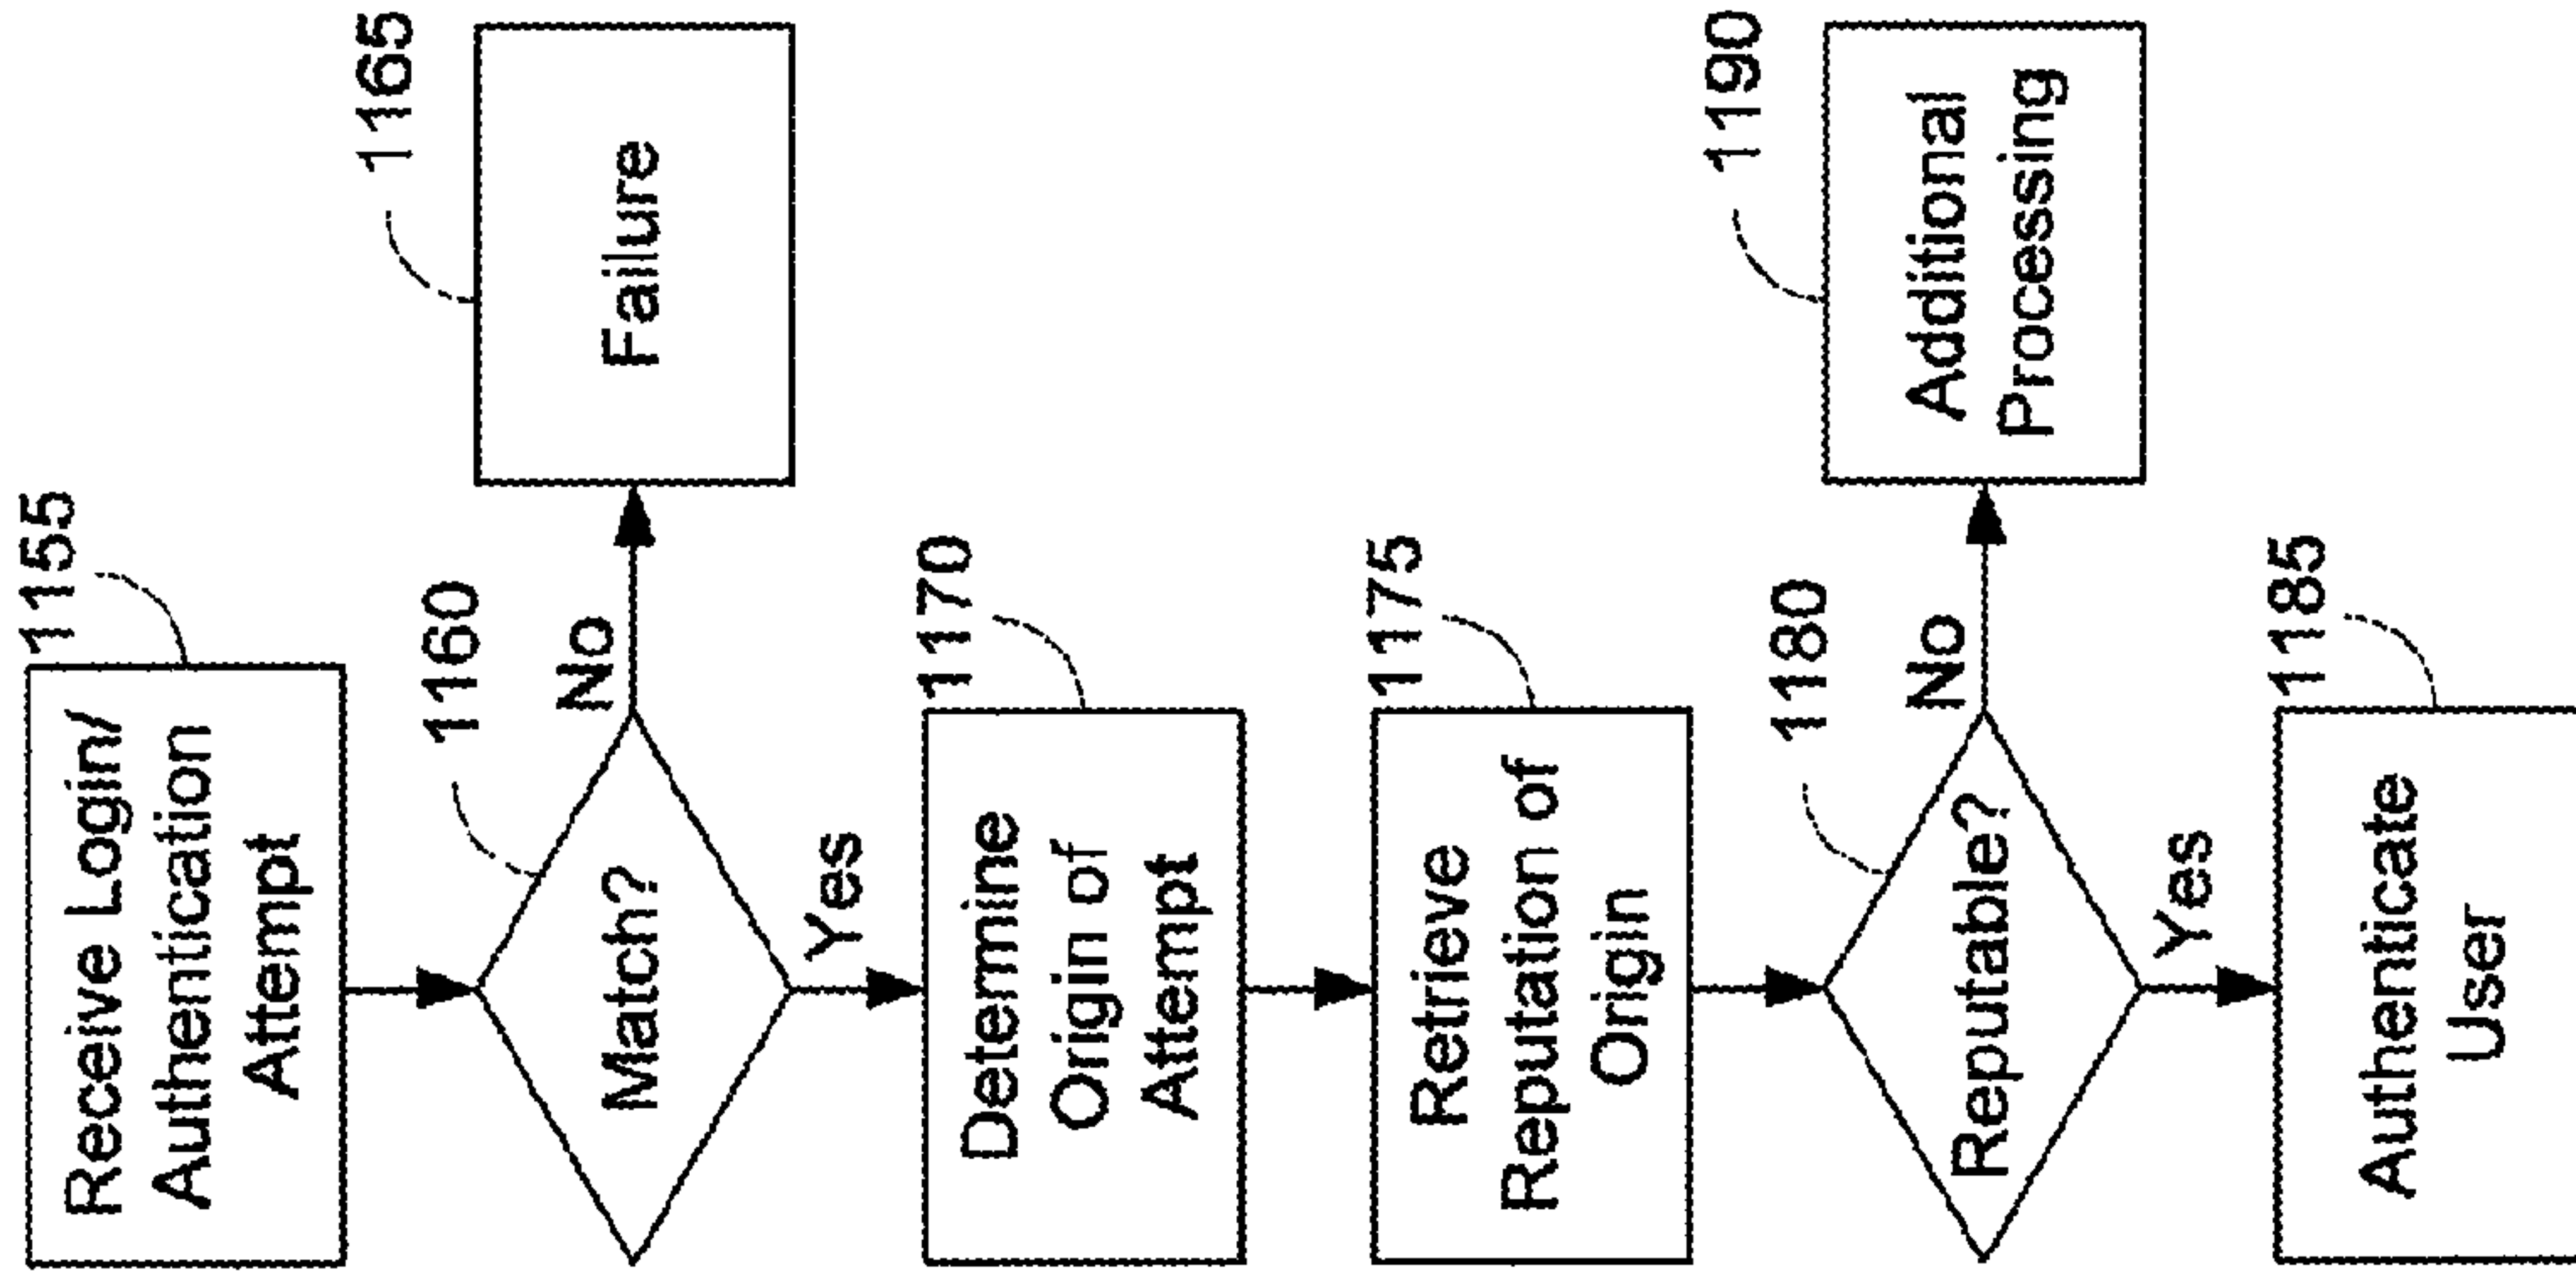 1155
Receive Login/
Authentication
Attempt
1160
Match?
No
1165
Failure
Yes
1170
Determine
Origin of
Attempt
1175
Retrieve
Reputation of
Origin
1180
Reputable?
No
1190
Additional
Processing
Yes
1185
Authenticate
User